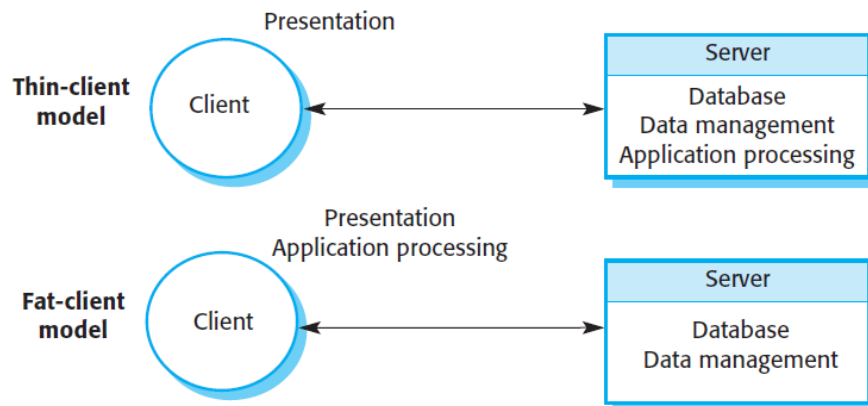 Presentation
Thin-client
model
Client
Server
Database
Data management
Application processing
Presentation
Application processing
Fat-client
model
Client
Server
Database
Data management